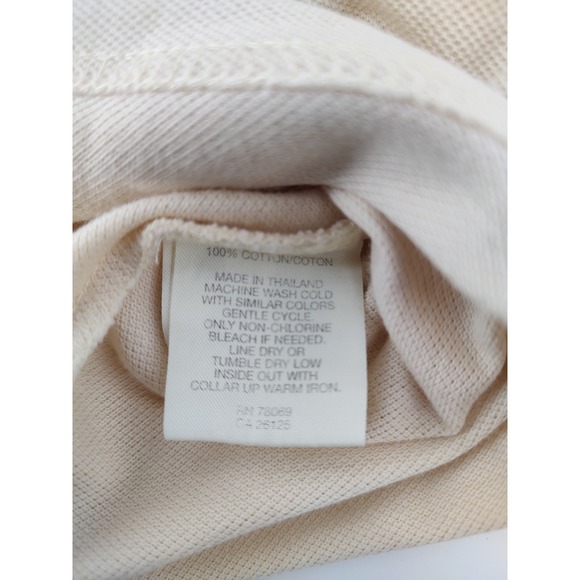 100% COTTON/COTON
MADE IN THAILAND
MACHINE WASH COLD
WITH SIMILAR COLORS
GENTLE CYCLE.
ONLY NON-CHLORINE
BLEACH IF NEEDED.
LINE DRY OR
TUMBLE DRY LOW
INSIDE OUT WITH
COLLAR UP WARM IRON.
RN 78069
CA 26125